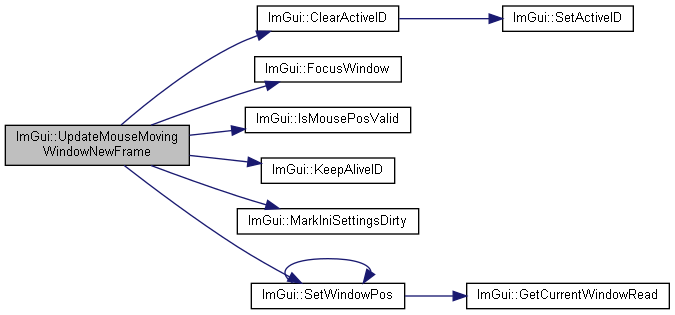 ImGui::ClearActiveID
ImGui::SetActiveID
ImGui::FocusWindow
ImGui::IsMousePosValid
ImGui::UpdateMouseMoving
WindowNewFrame
ImGui::KeepAliveID
ImGui::MarkIniSettingsDirty
ImGui::SetWindowPos
ImGui::GetCurrentWindowRead